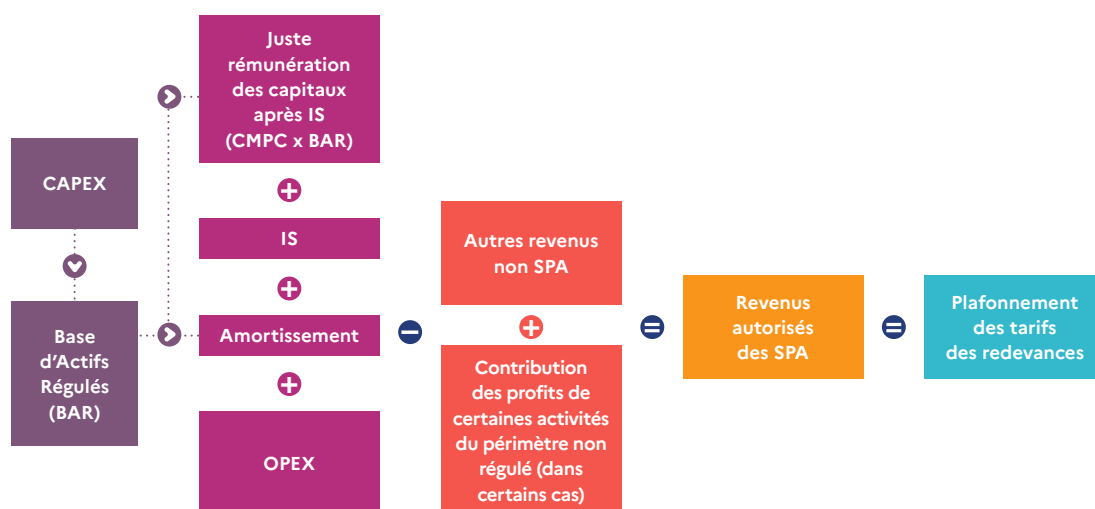 CAPEX
Base
d'Actifs
Régulés
(BAR)
Juste
rémunération
des capitaux
après IS
(CMPC x BAR)
+
IS
+
Amortissement
+
OPEX
−
Autres revenus
non SPA
+
Contribution
des profits de
certaines activités
du périmètre non
régulé (dans
certains cas)
=
Revenus
autorisés
des SPA
=
Plafonnement
des tarifs
des redevances